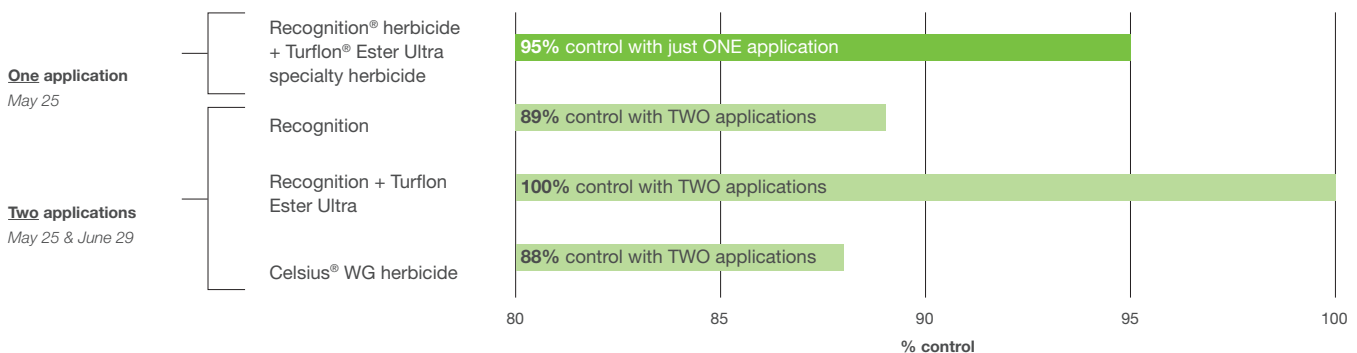 One application
May 25
Recognition® herbicide
+ Turflon® Ester Ultra
specialty herbicide
95% control with just ONE application
Two applications
May 25 & June 29
Recognition
89% control with TWO applications
Recognition + Turflon
Ester Ultra
100% control with TWO applications
Celsius® WG herbicide
88% control with TWO applications
80 85 90 95 100
% control